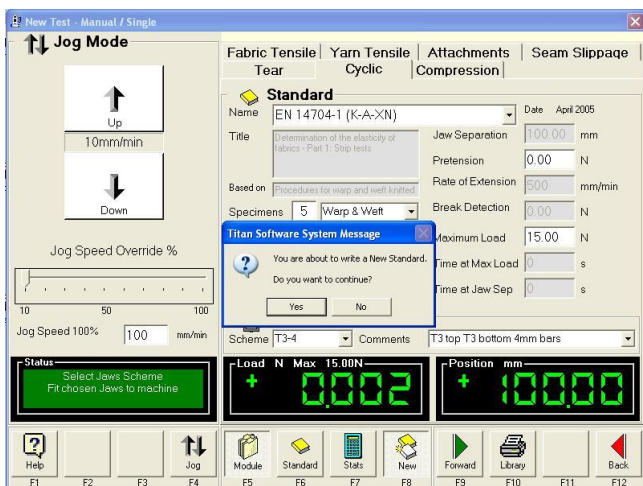 New Test - Manual / Single
Jog Mode
Up
10mm/min
Down
Jog Speed Override %
10 50 100
Jog Speed 100% 100 mm/min
Status
Select Jaws Scheme
Fit chosen Jaws to machine
Fabric Tensile Yarn Tensile Attachments Seam Slippage
Tear Cyclic Compression
Standard
Name EN 14704-1 (K-A-XN) Date April 2005
Title Determination of the elasticity of
fabrics - Part 1: Strip tests
Based on Procedures for warp and weft knitted
Specimens 5 Warp & Weft
Jaw Separation 100.00 mm
Pretension 0.00 N
Rate of Extension 500 mm/min
Break Detection 0.00 N
Maximum Load 15.00 N
Time at Max Load 0 s
Time at Jaw Sep 0 s
Titan Software System Message
You are about to write a New Standard.
Do you want to continue?
Yes No
Scheme T3-4 Comments T3 top T3 bottom 4mm bars
Load N Max 15.00N
+ 0.002
Position mm
+ 100.00
Help Jog Module Standard Stats New Forward Library Back
F1 F2 F3 F4 F5 F6 F7 F8 F9 F10 F11 F12